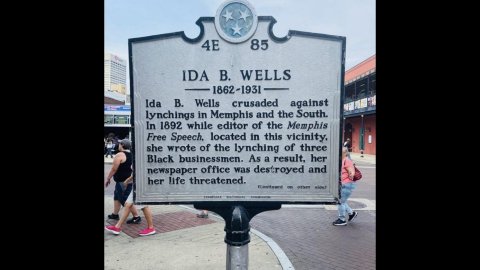 4E 85
IDA B. WELLS
1862-1931
Ida B. Wells crusaded against
lynchings in Memphis and the South.
In 1892 while editor of the Memphis
Free Speech, located in this vicinity,
she wrote of the lynching of three
Black businessmen. As a result, her
newspaper office was destroyed and
her life threatened.
(Continued on other side)